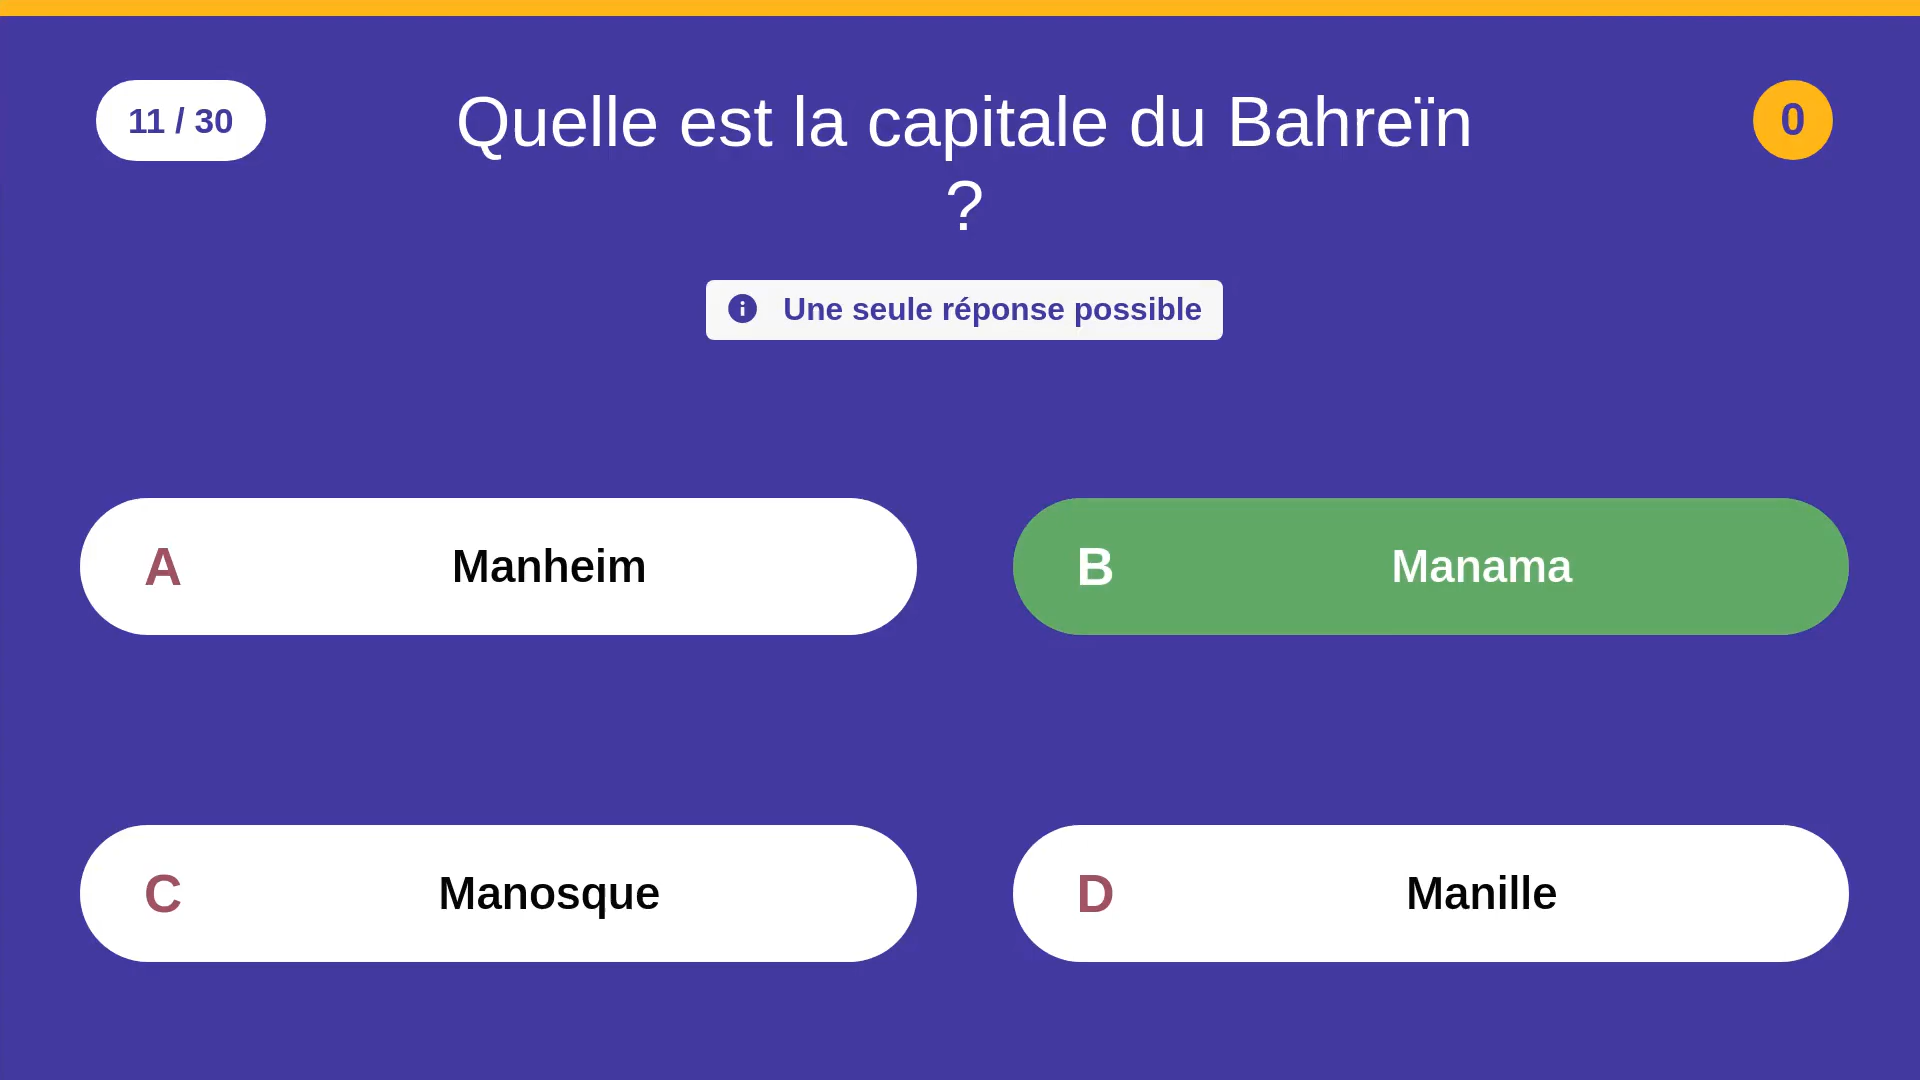 11 / 30
Quelle est la capitale du Bahreïn
?
0
Une seule réponse possible
A Manheim
B Manama
C Manosque
D Manille